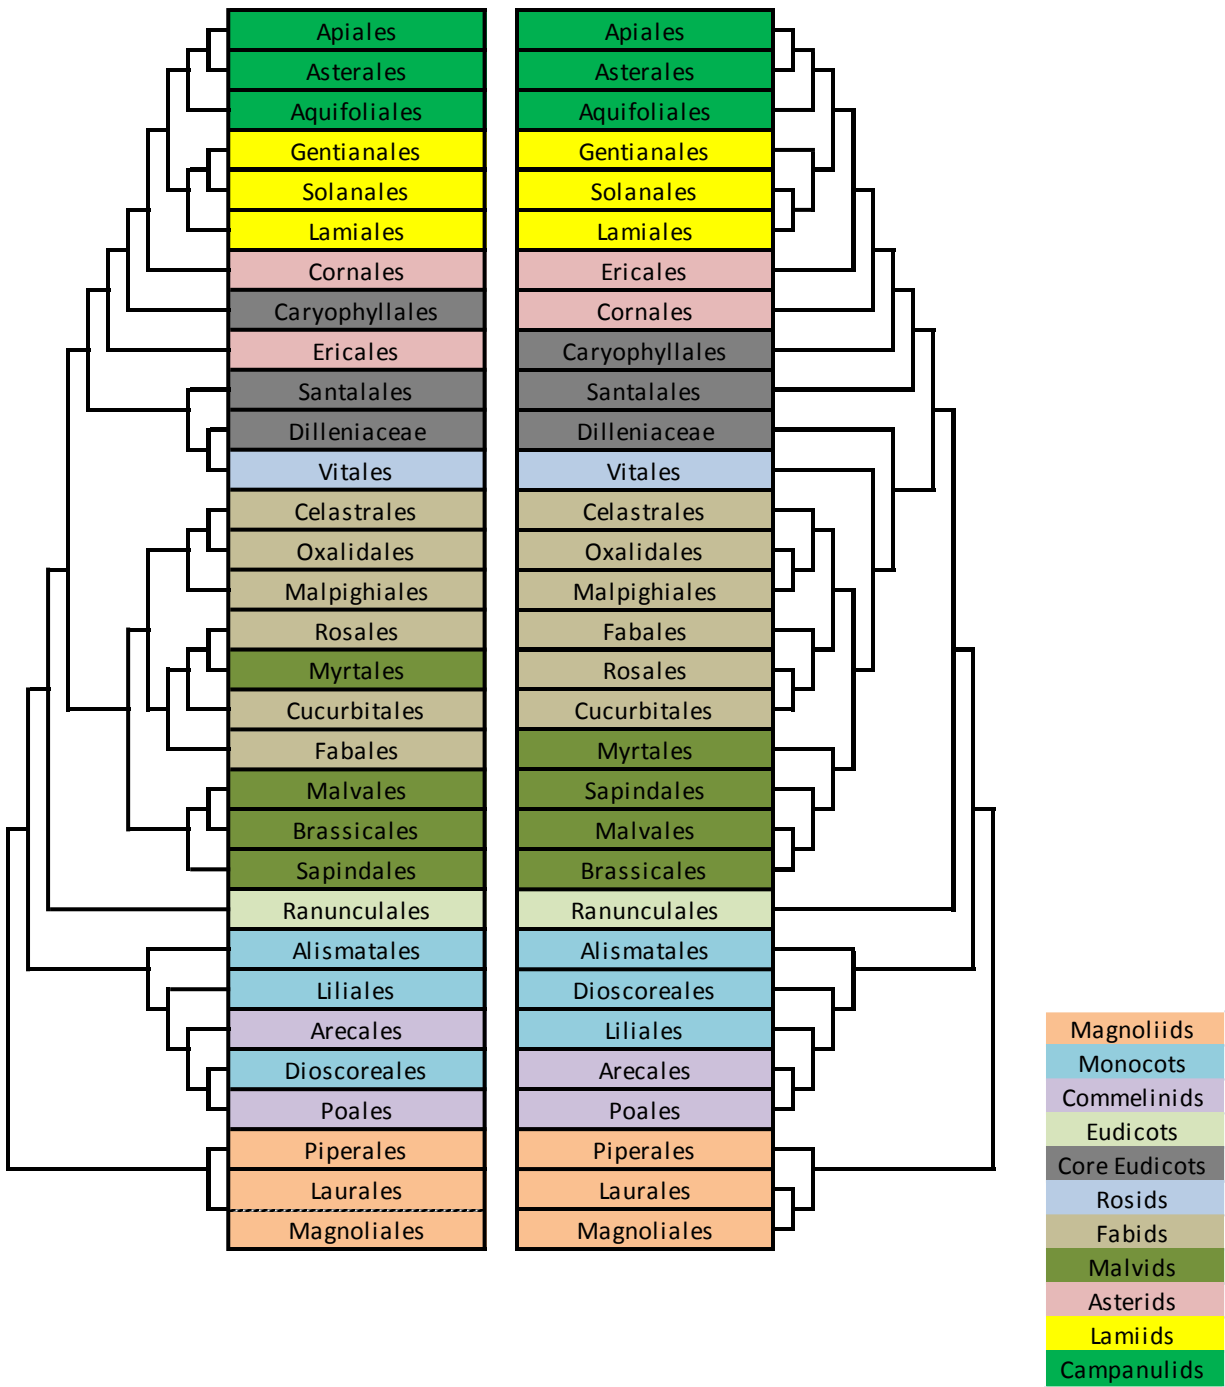 Apiales
Asterales
Aquifoliales
Gentianales
Solanales
Lamiales
Cornales
Caryophyllales
Ericales
Santalales
Dilleniaceae
Vitales
Celastrales
Oxalidales
Malpighiales
Rosales
Myrtales
Cucurbitales
Fabales
Malvales
Brassicales
Sapindales
Ranunculales
Alismatales
Liliales
Arecales
Dioscoreales
Poales
Piperales
Laurales
Magnoliales
Apiales
Asterales
Aquifoliales
Gentianales
Solanales
Lamiales
Ericales
Cornales
Caryophyllales
Santalales
Dilleniaceae
Vitales
Celastrales
Oxalidales
Malpighiales
Fabales
Rosales
Cucurbitales
Myrtales
Sapindales
Malvales
Brassicales
Ranunculales
Alismatales
Dioscoreales
Liliales
Arecales
Poales
Piperales
Laurales
Magnoliales
Magnoliids
Monocots
Commelinids
Eudicots
Core Eudicots
Rosids
Fabids
Malvids
Asterids
Lamiids
Campanulids